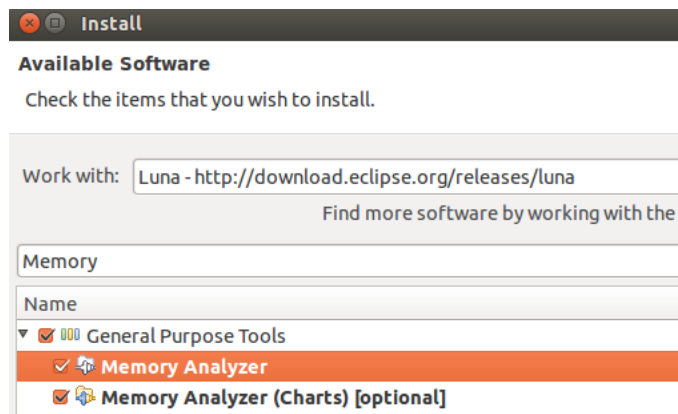 Install
Available Software
Check the items that you wish to install.
Work with: Luna - http://download.eclipse.org/releases/luna
Find more software by working with the
Memory
Name
General Purpose Tools
Memory Analyzer
Memory Analyzer (Charts) [optional]